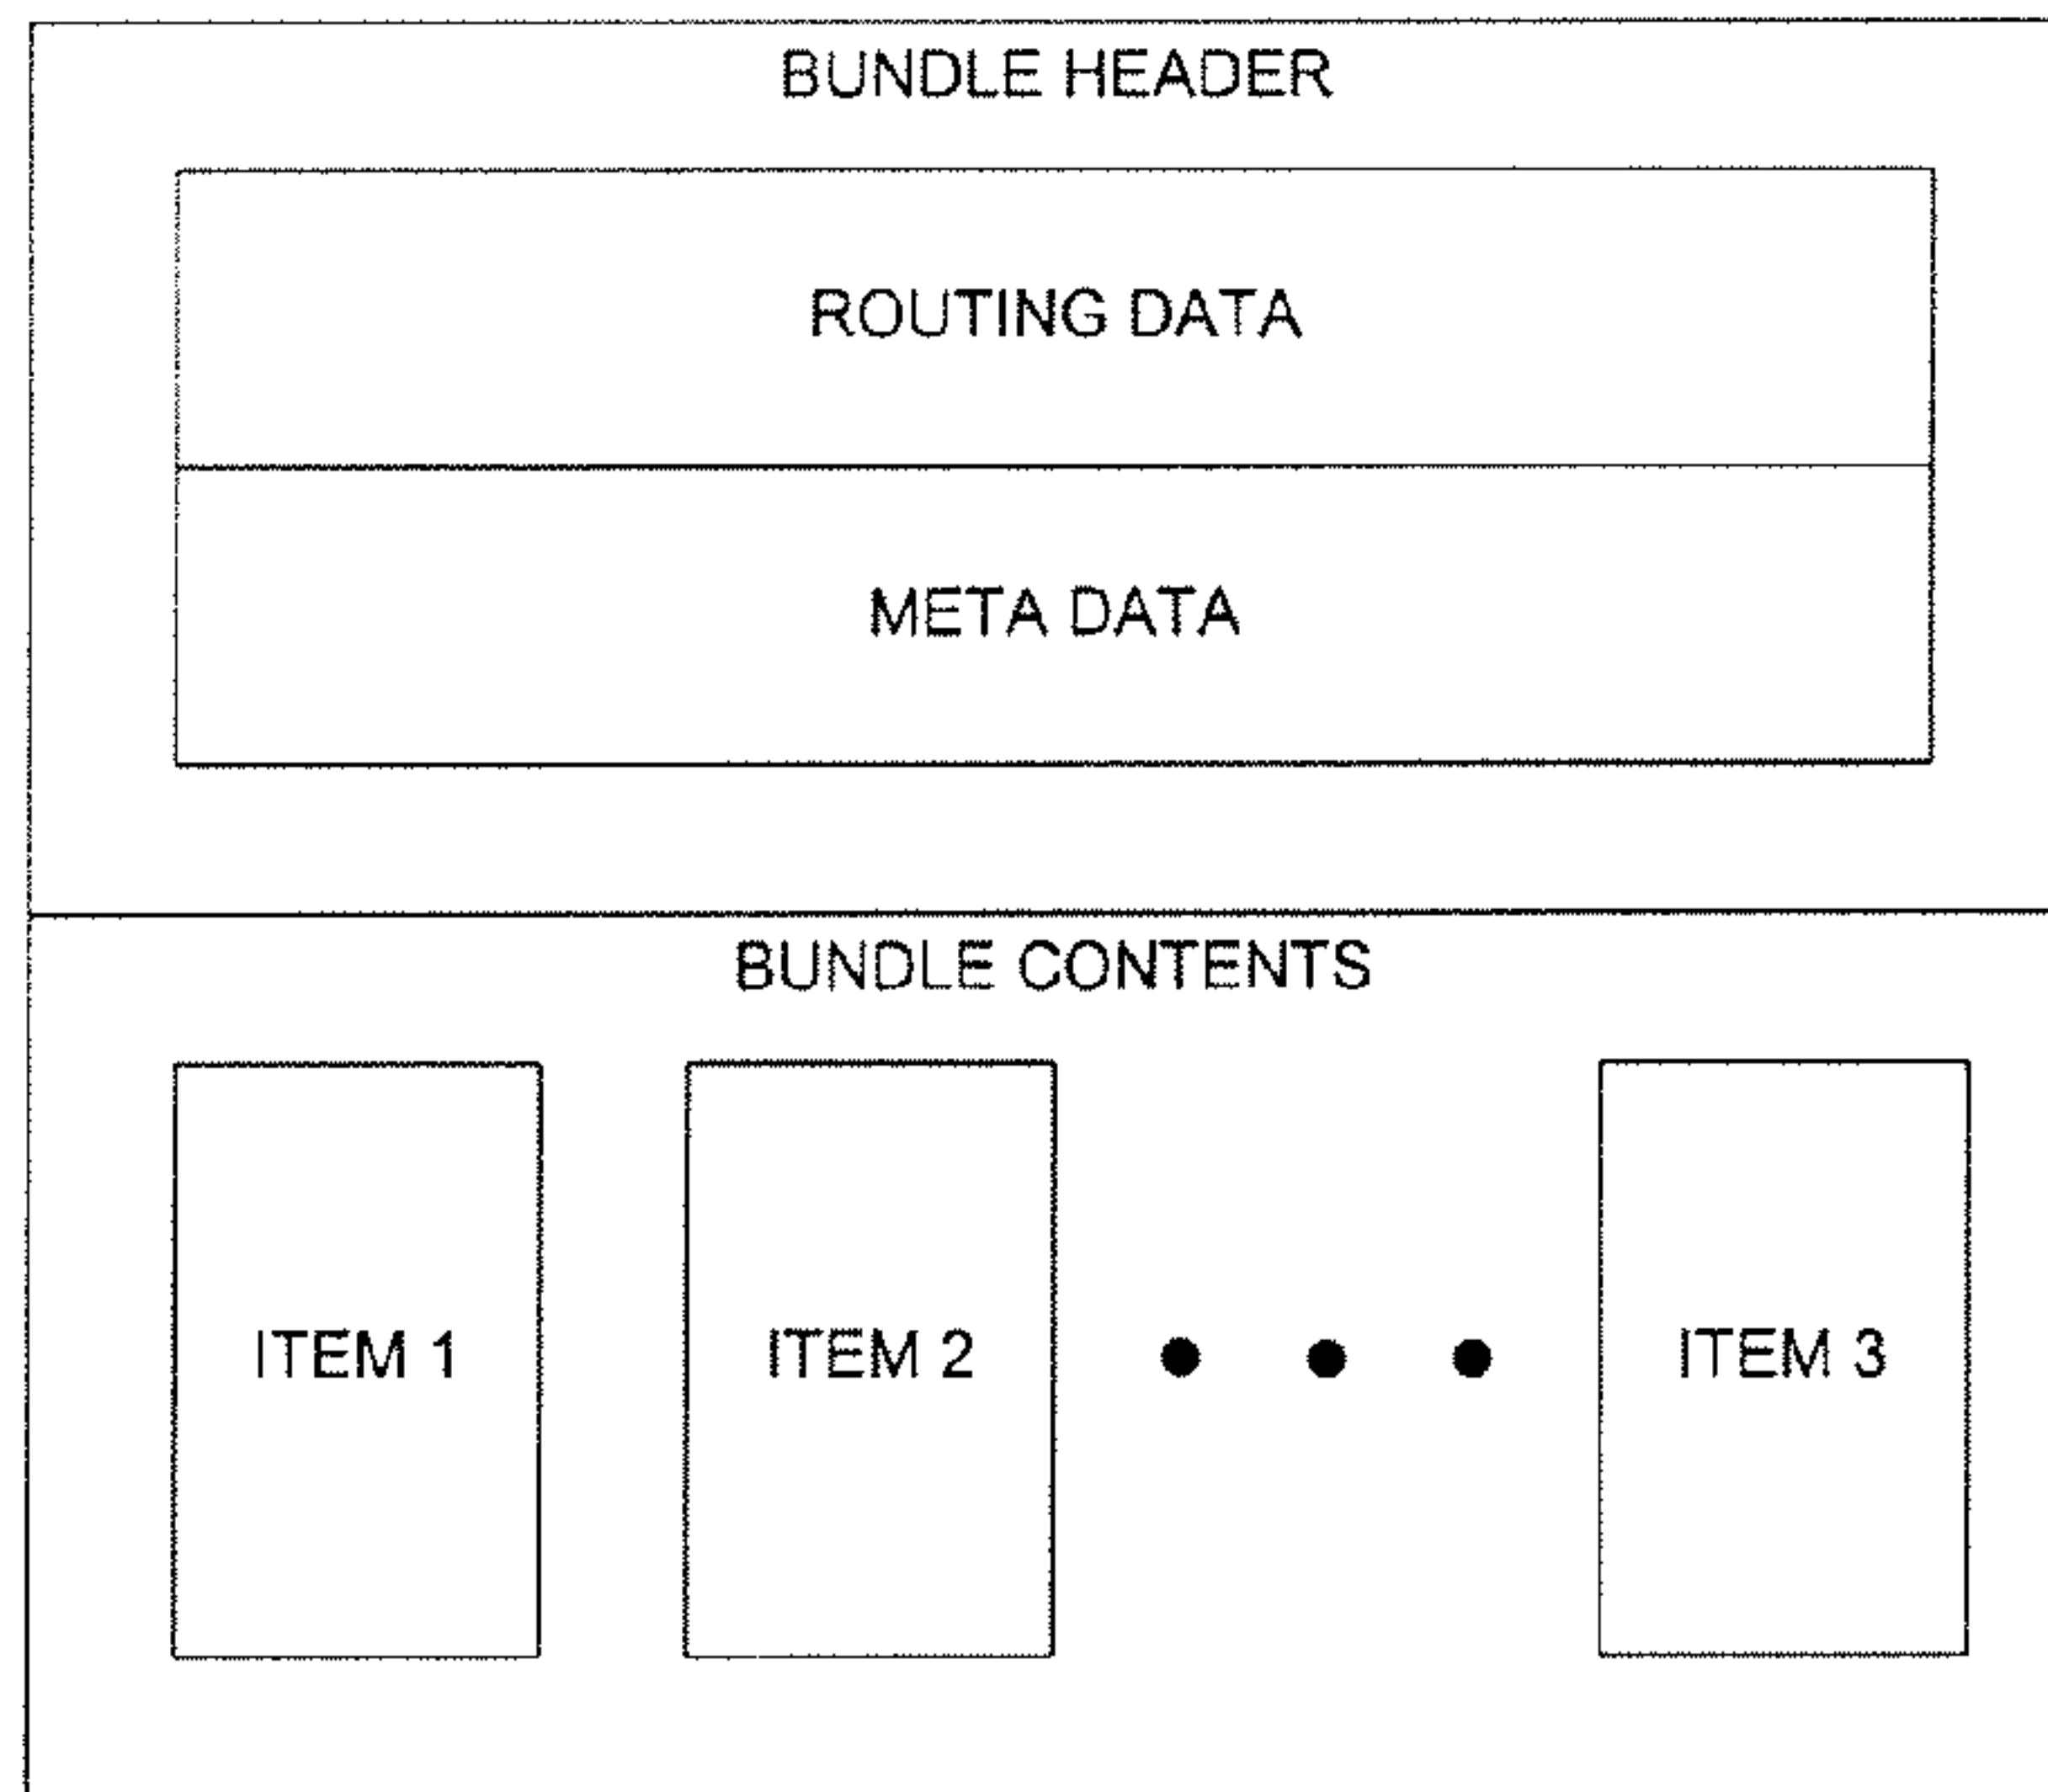 BUNDLE HEADER
ROUTING DATA
META DATA
BUNDLE CONTENTS
ITEM 1
ITEM 2
ITEM 3